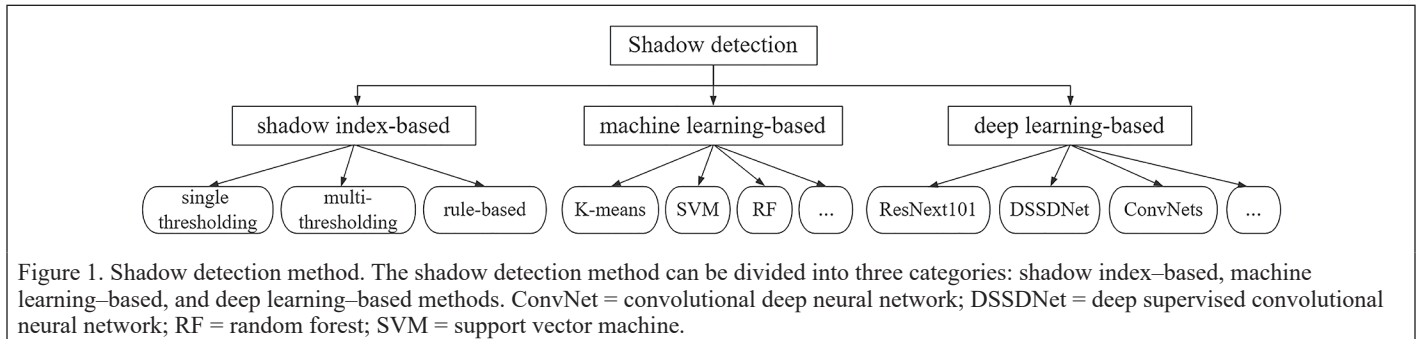 Shadow detection
shadow index-based
machine learning-based
deep learning-based
single
thresholding
multi-
thresholding
rule-based
K-means
SVM
RF
...
ResNext101
DSSDNet
ConvNets
...
Figure 1. Shadow detection method. The shadow detection method can be divided into three categories: shadow index–based, machine
learning–based, and deep learning–based methods. ConvNet = convolutional deep neural network; DSSDNet = deep supervised convolutional
neural network; RF = random forest; SVM = support vector machine.